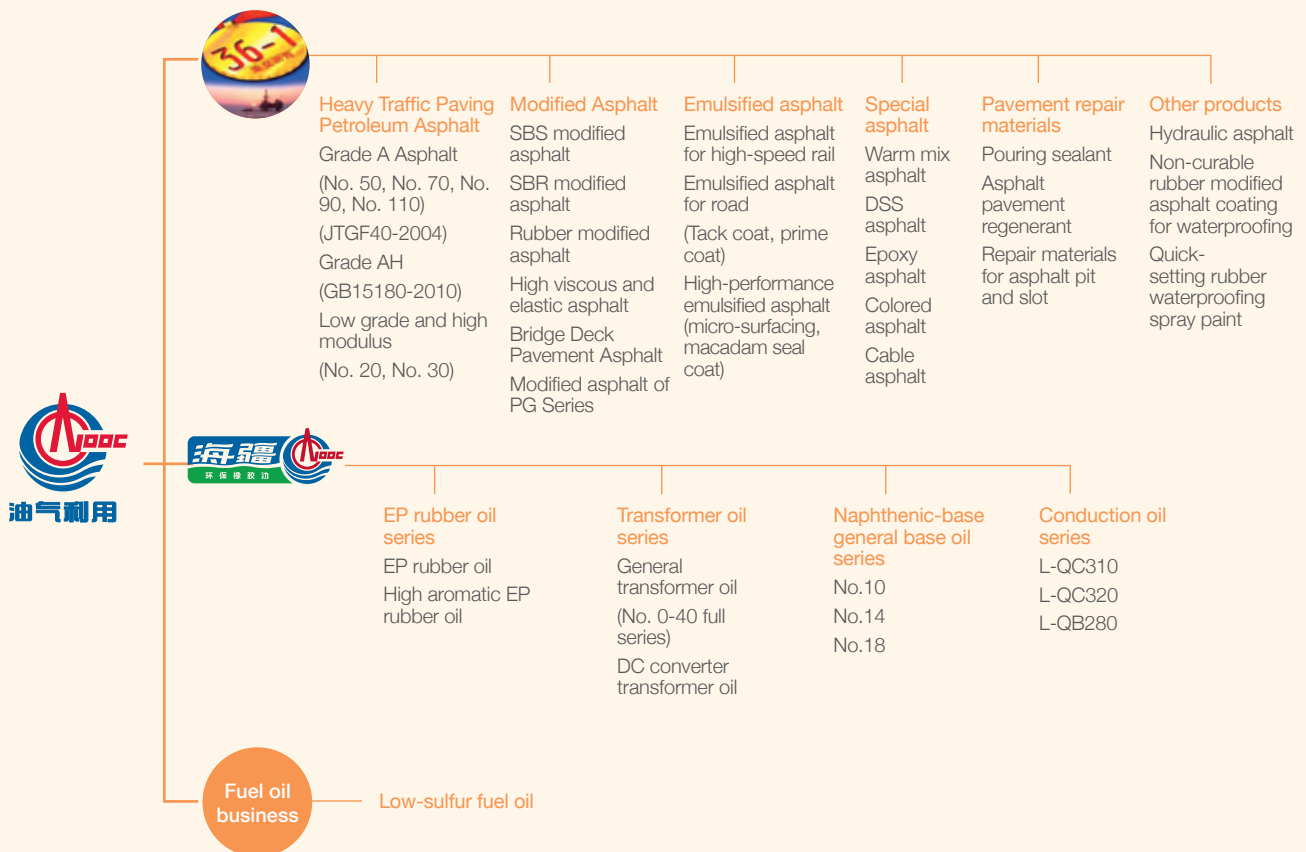 36-1
Heavy Traffic Paving
Petroleum Asphalt
Grade A Asphalt
(No. 50, No. 70, No.
90, No. 110)
(JTGF40-2004)
Grade AH
(GB15180-2010)
Low grade and high
modulus
(No. 20, No. 30)
Modified Asphalt
SBS modified
asphalt
SBR modified
asphalt
Rubber modified
asphalt
High viscous and
elastic asphalt
Bridge Deck
Pavement Asphalt
Modified asphalt of
PG Series
Emulsified asphalt
Emulsified asphalt
for high-speed rail
Emulsified asphalt
for road
(Tack coat, prime
coat)
High-performance
emulsified asphalt
(micro-surfacing,
macadam seal
coat)
Special
asphalt
Warm mix
asphalt
DSS
asphalt
Epoxy
asphalt
Colored
asphalt
Cable
asphalt
Pavement repair
materials
Pouring sealant
Asphalt
pavement
regenerant
Repair materials
for asphalt pit
and slot
Other products
Hydraulic asphalt
Non-curable
rubber modified
asphalt coating
for waterproofing
Quick-
setting rubber
waterproofing
spray paint
CNOOC
油气利用
海疆
环保橡胶油
CNOOC
EP rubber oil
series
EP rubber oil
High aromatic EP
rubber oil
Transformer oil
series
General
transformer oil
(No. 0-40 full
series)
DC converter
transformer oil
Naphthenic-base
general base oil
series
No.10
No.14
No.18
Conduction oil
series
L-QC310
L-QC320
L-QB280
Fuel oil
business
Low-sulfur fuel oil